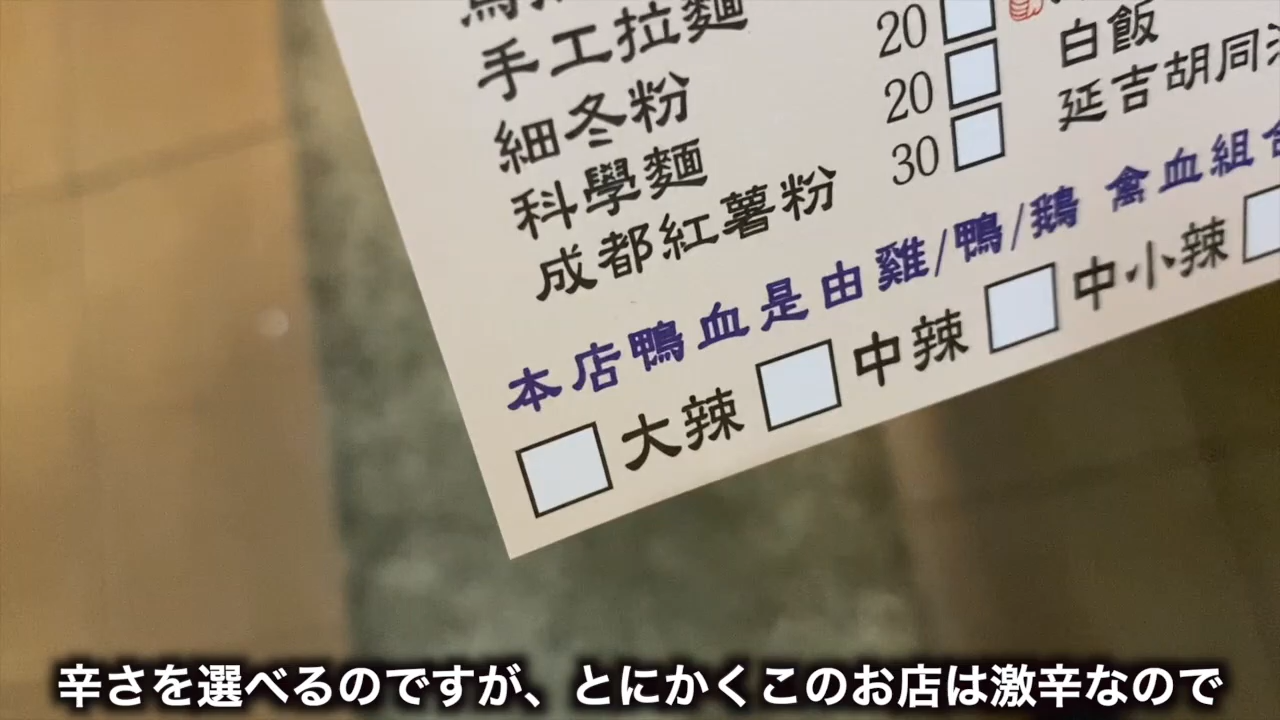 手工拉麵
細冬粉 20
科學麵 20
成都紅薯粉 30
白飯
延吉胡同
本店鴨血是由雞/鴨/鵝 禽血組合
大辣 中辣 中小辣
辛さを選べるのですが、とにかくこのお店は激辛なので